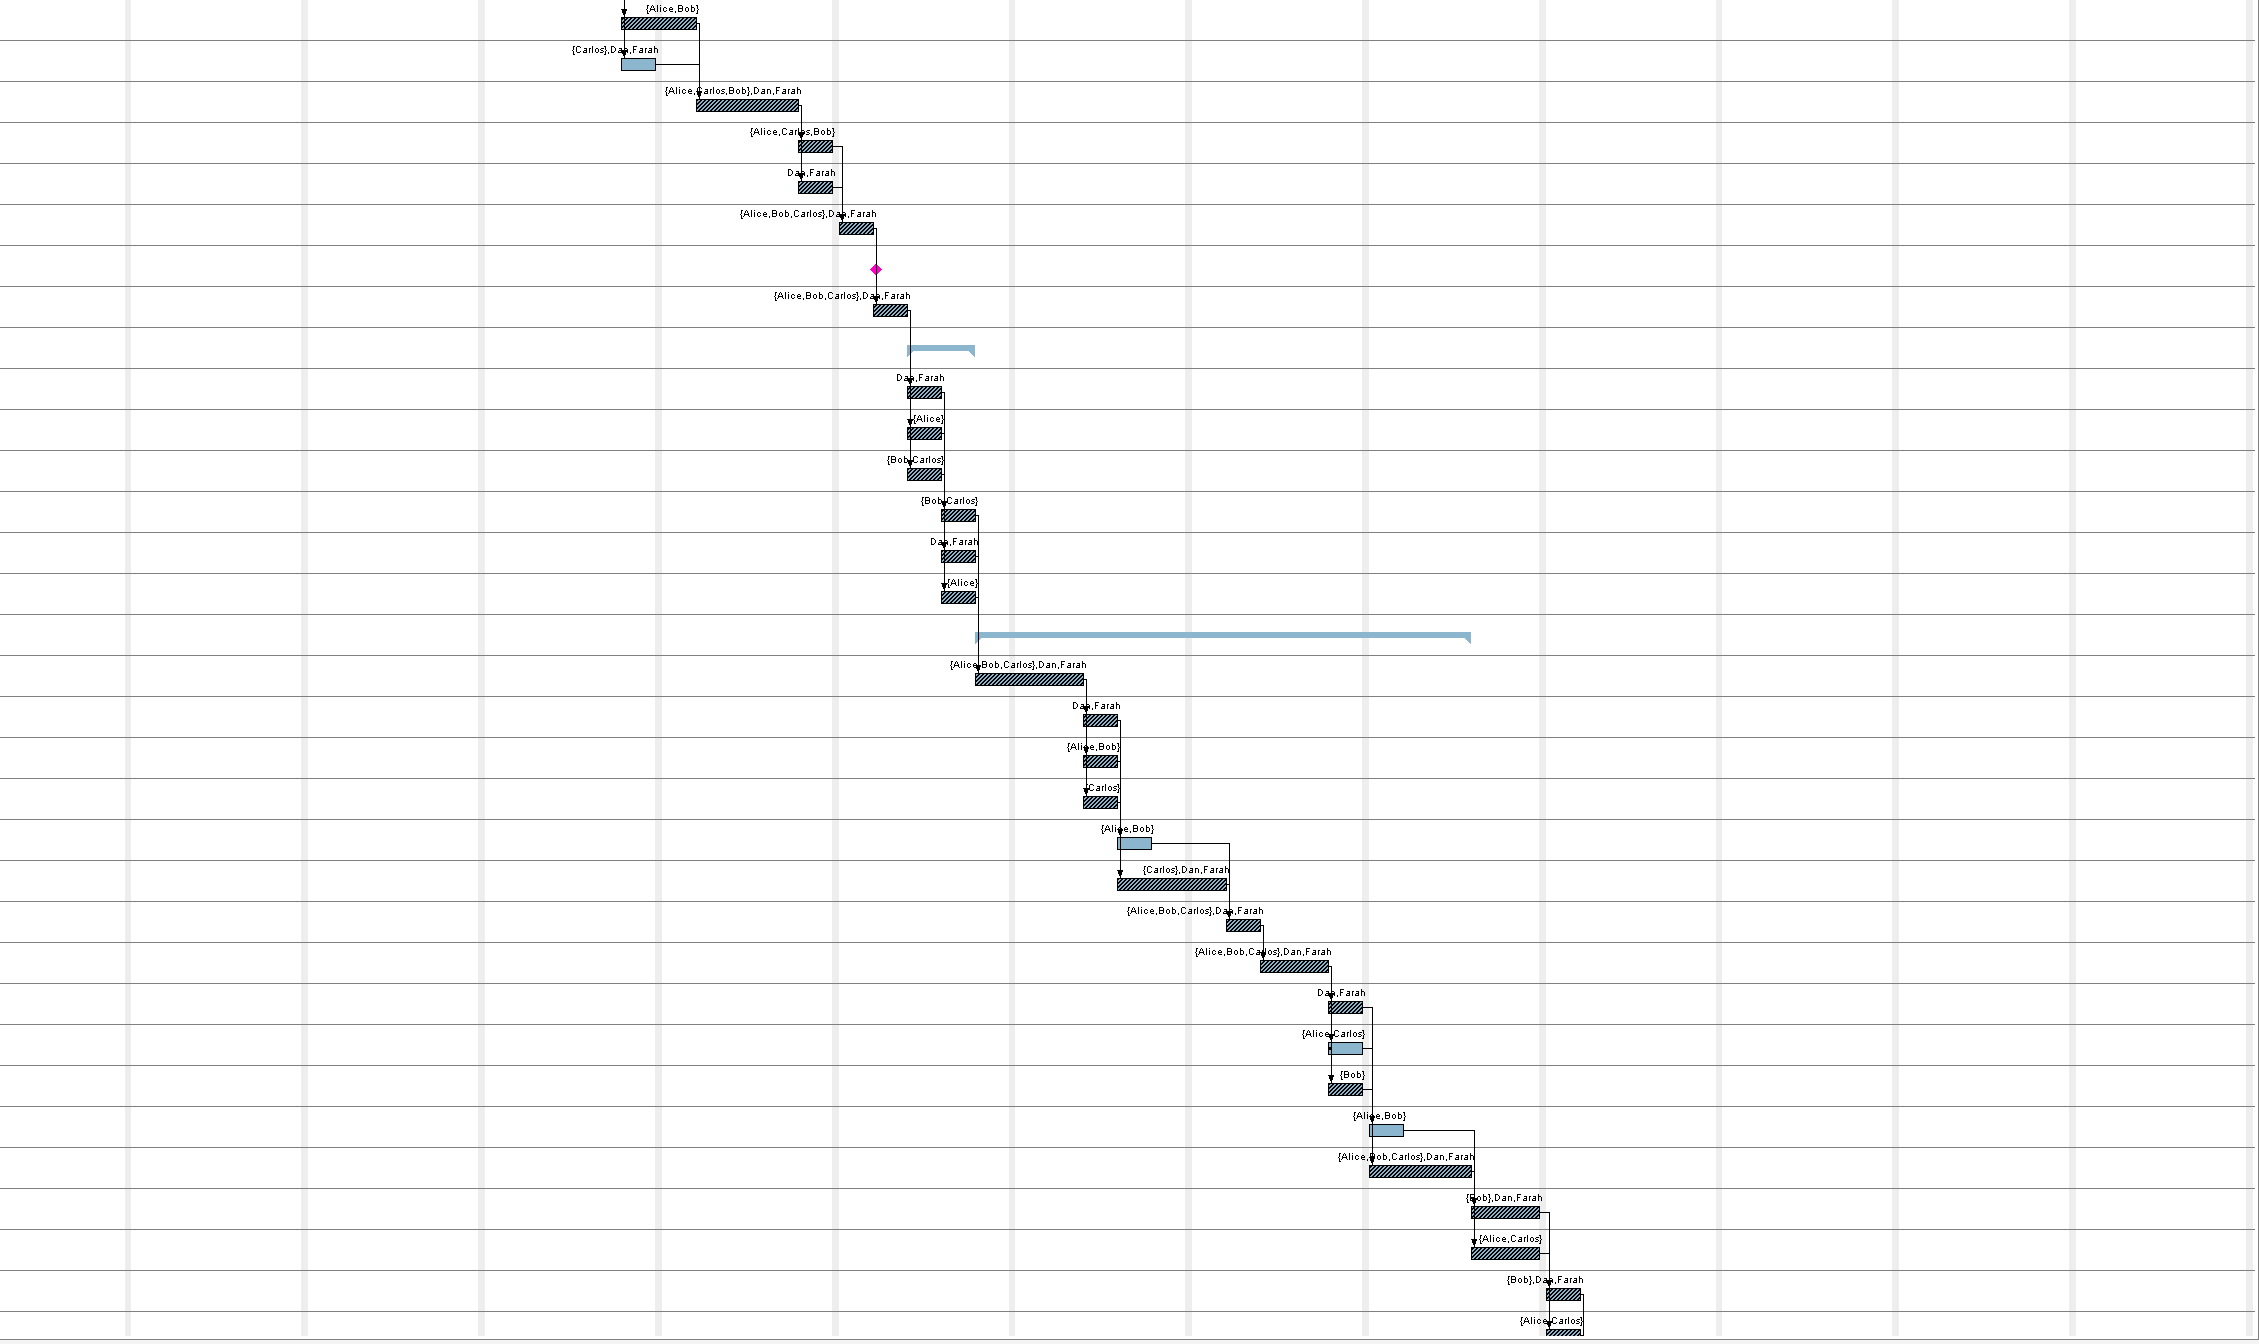 {Alice,Bob}
{Carlos},Dan,Farah
{Alice,Carlos,Bob},Dan,Farah
{Alice,Carlos,Bob}
Dan,Farah
{Alice,Bob,Carlos},Dan,Farah
{Alice,Bob,Carlos},Dan,Farah
Dan,Farah
{Alice}
{Bob,Carlos}
{Bob,Carlos}
Dan,Farah
{Alice}
{Alice,Bob,Carlos},Dan,Farah
Dan,Farah
{Alice,Bob}
{Carlos}
{Alice,Bob}
{Carlos},Dan,Farah
{Alice,Bob,Carlos},Dan,Farah
{Alice,Bob,Carlos},Dan,Farah
Dan,Farah
{Alice,Carlos}
{Bob}
{Alice,Bob}
{Alice,Bob,Carlos},Dan,Farah
{Bob},Dan,Farah
{Alice,Carlos}
{Bob},Dan,Farah
{Alice,Carlos}